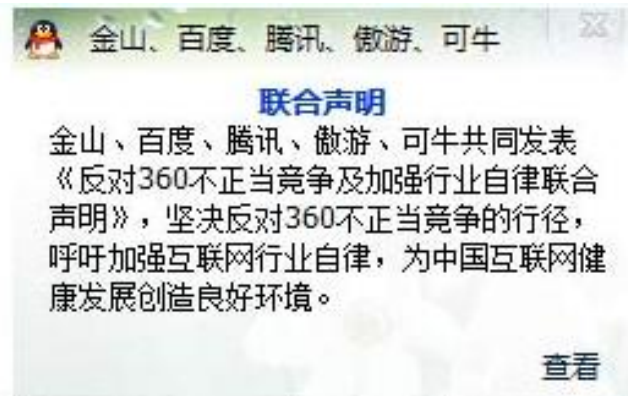 金山、百度、腾讯、傲游、可牛
联合声明
金山、百度、腾讯、傲游、可牛共同发表
《反对360不正当竞争及加强行业自律联合
声明》，坚决反对360不正当竞争的行径，
呼吁加强互联网行业自律，为中国互联网健
康发展创造良好环境。
查看